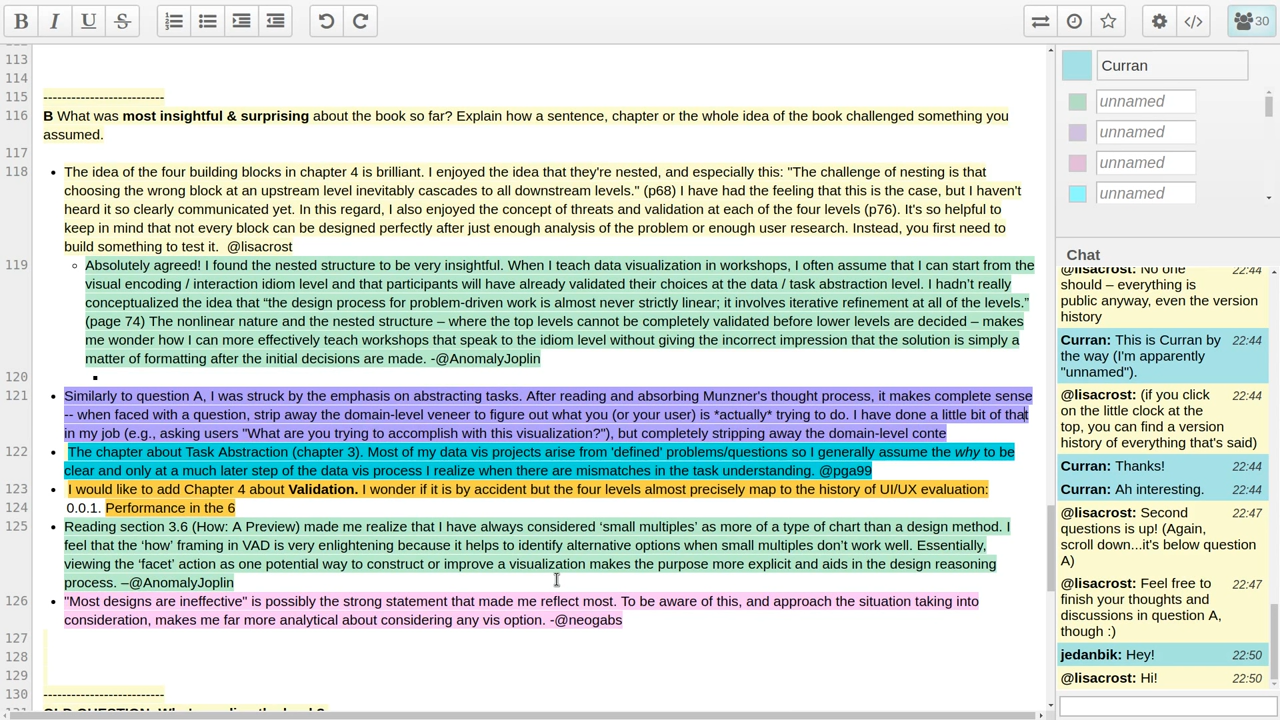 B I U S 30
113
114
115 --------------------------
116 B What was most insightful & surprising about the book so far? Explain how a sentence, chapter or the whole idea of the book challenged something you
assumed.
117
118 The idea of the four building blocks in chapter 4 is brilliant. I enjoyed the idea that they're nested, and especially this: "The challenge of nesting is that
choosing the wrong block at an upstream level inevitably cascades to all downstream levels." (p68) I have had the feeling that this is the case, but I haven't
heard it so clearly communicated yet. In this regard, I also enjoyed the concept of threats and validation at each of the four levels (p76). It's so helpful to
keep in mind that not every block can be designed perfectly after just enough analysis of the problem or enough user research. Instead, you first need to
build something to test it. @lisacrost
119 Absolutely agreed! I found the nested structure to be very insightful. When I teach data visualization in workshops, I often assume that I can start from the
visual encoding / interaction idiom level and that participants will have already validated their choices at the data / task abstraction level. I hadn't really
conceptualized the idea that “the design process for problem-driven work is almost never strictly linear; it involves iterative refinement at all of the levels.”
(page 74) The nonlinear nature and the nested structure – where the top levels cannot be completely validated before lower levels are decided – makes
me wonder how I can more effectively teach workshops that speak to the idiom level without giving the incorrect impression that the solution is simply a
matter of formatting after the initial decisions are made. -@AnomalyJoplin
120
121 Similarly to question A, I was struck by the emphasis on abstracting tasks. After reading and absorbing Munzner's thought process, it makes complete sense
-- when faced with a question, strip away the domain-level veneer to figure out what you (or your user) is *actually* trying to do. I have done a little bit of that
in my job (e.g., asking users "What are you trying to accomplish with this visualization?"), but completely stripping away the domain-level conte
122 The chapter about Task Abstraction (chapter 3). Most of my data vis projects arise from 'defined' problems/questions so I generally assume the why to be
clear and only at a much later step of the data vis process I realize when there are mismatches in the task understanding. @pga99
123 I would like to add Chapter 4 about Validation. I wonder if it is by accident but the four levels almost precisely map to the history of UI/UX evaluation:
124 0.0.1. Performance in the 6
125 Reading section 3.6 (How: A Preview) made me realize that I have always considered ‘small multiples’ as more of a type of chart than a design method. I
feel that the ‘how’ framing in VAD is very enlightening because it helps to identify alternative options when small multiples don’t work well. Essentially,
viewing the ‘facet’ action as one potential way to construct or improve a visualization makes the purpose more explicit and aids in the design reasoning
process. –@AnomalyJoplin
126 "Most designs are ineffective" is possibly the strong statement that made me reflect most. To be aware of this, and approach the situation taking into
consideration, makes me far more analytical about considering any vis option. -@neogabs
127
128
129
130 --------------------------
Curran
unnamed
unnamed
unnamed
unnamed
Chat
@lisacrost: No one 22:44
should – everything is
public anyway, even the version
history
Curran: This is Curran by 22:44
the way (I'm apparently
"unnamed").
@lisacrost: (if you click 22:44
on the little clock at the
top, you can find a version
history of everything that's said)
Curran: Thanks! 22:44
Curran: Ah interesting. 22:44
@lisacrost: Second 22:47
questions is up! (Again,
scroll down...it's below question
A)
@lisacrost: Feel free to 22:47
finish your thoughts and
discussions in question A,
though :)
jedanbik: Hey! 22:50
@lisacrost: Hi! 22:50